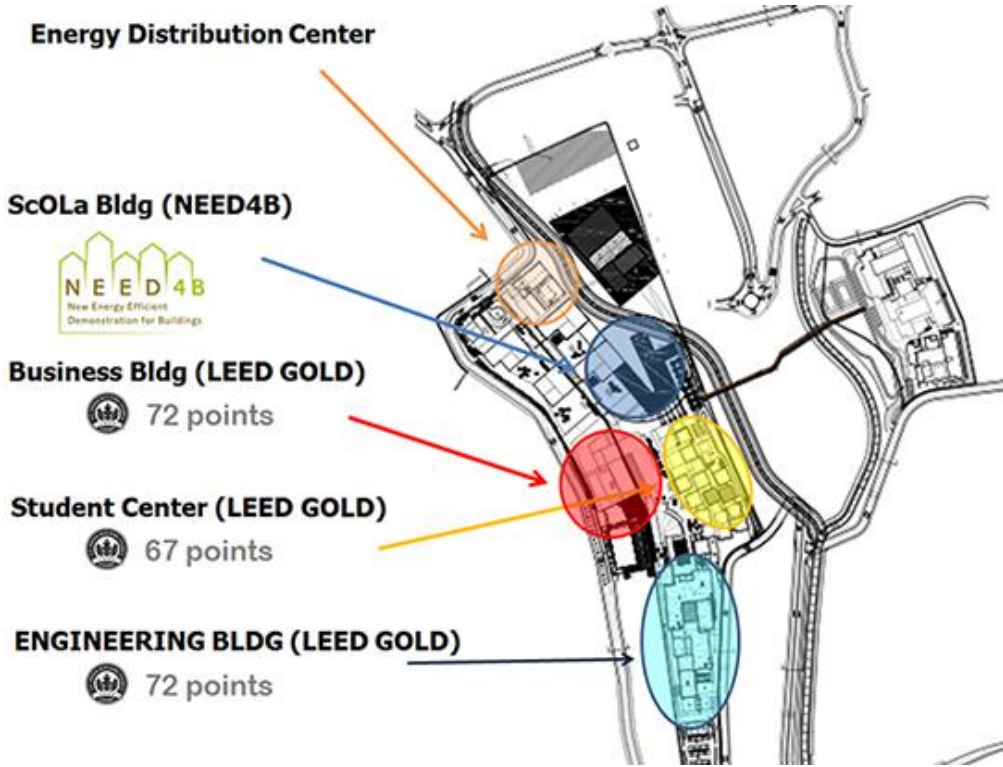 Energy Distribution Center
ScOLa Bldg (NEED4B)
N E E D 4 B
New Energy Efficient
Demonstration for Buildings
Business Bldg (LEED GOLD)
72 points
Student Center (LEED GOLD)
67 points
ENGINEERING BLDG (LEED GOLD)
72 points